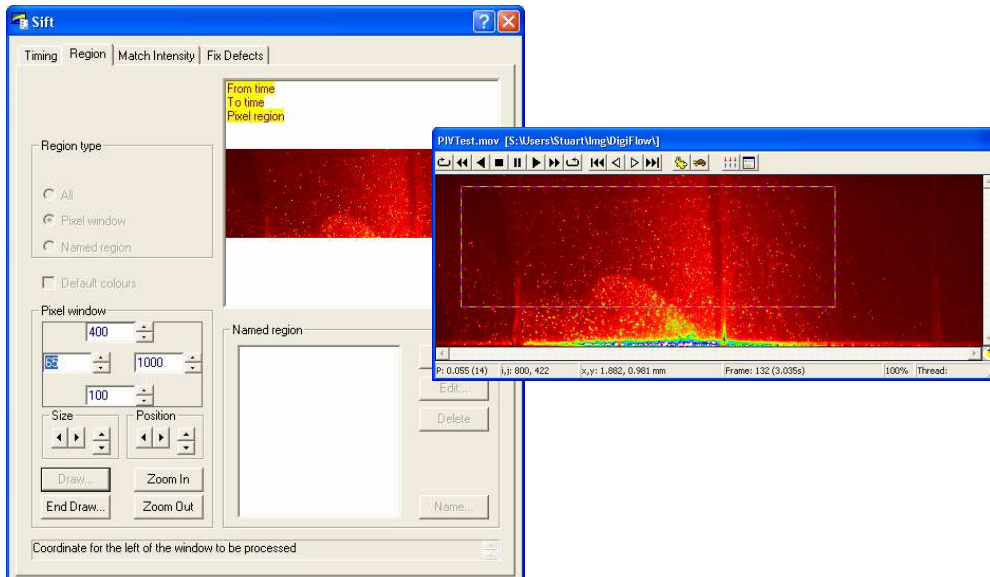 Sift
Timing Region Match Intensity Fix Defects
From time
To time
Pixel region
Region type
All
Pixel window
Named region
Default colours
Pixel window
400
65 1000
100
Size Position
Draw... Zoom In
End Draw... Zoom Out
Named region
Edit...
Delete
Name...
Coordinate for the left of the window to be processed
PIVTest.mov [S:\Users\Stuart\Img\DigiFlow\]
P: 0.055 (14) i,j: 800, 422 x,y: 1.882, 0.981 mm Frame: 132 (3.035s) 100% Thread: